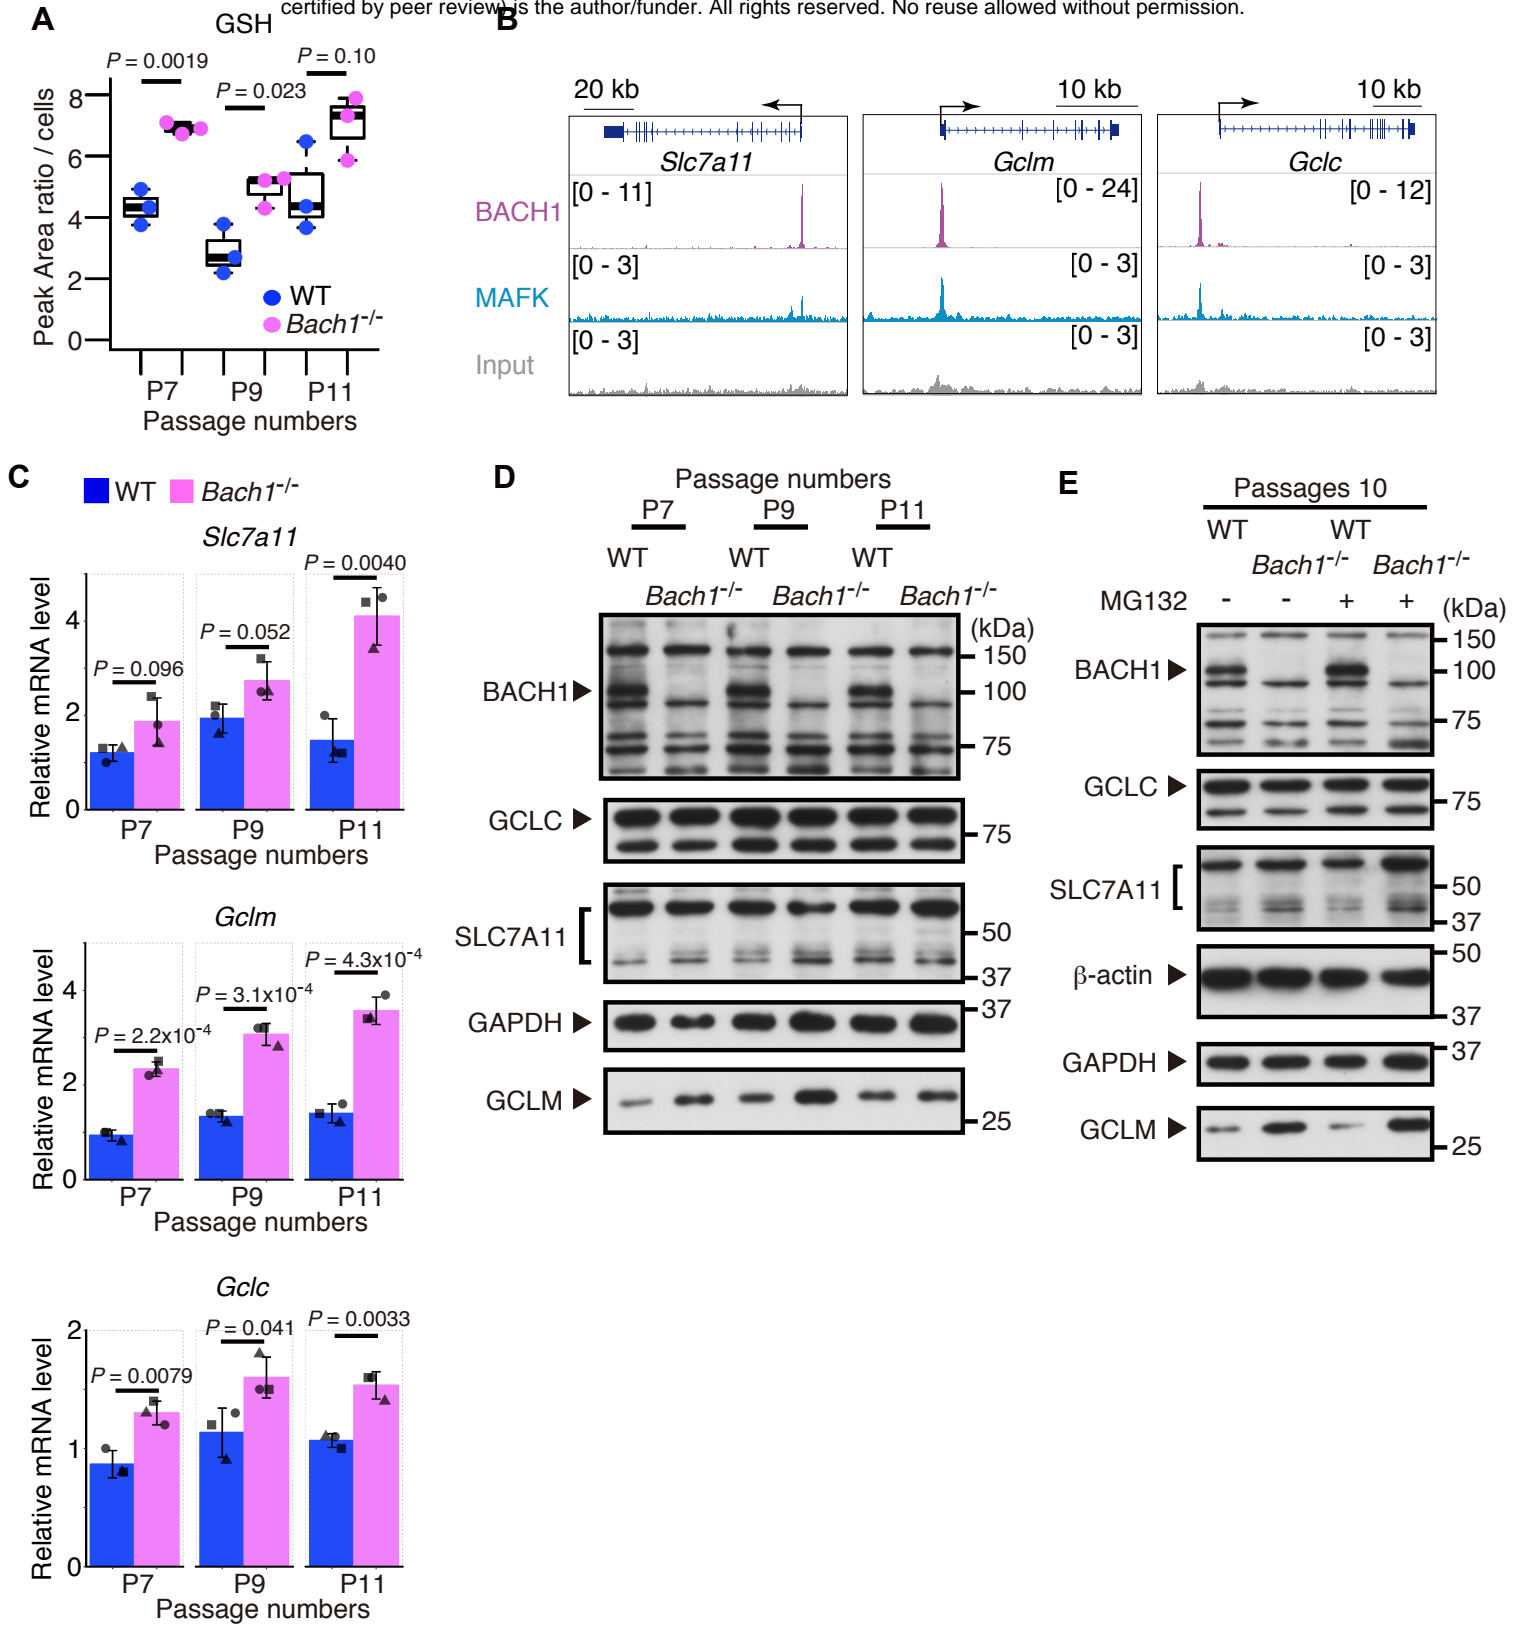 certified by peer review) is the author/funder. All rights reserved. No reuse allowed without permission.
A
GSH
P = 0.0019
P = 0.023
P = 0.10
Peak Area ratio / cells
8
6
4
2
0
WT
Bach1-/-
P7 P9 P11
Passage numbers
B
20 kb 10 kb 10 kb
Slc7a11 Gclm Gclc
BACH1 [0 - 11] [0 - 24] [0 - 12]
MAFK [0 - 3] [0 - 3] [0 - 3]
Input [0 - 3] [0 - 3] [0 - 3]
C
WT Bach1-/-
Slc7a11
P = 0.096
P = 0.052
P = 0.0040
Relative mRNA level
4
2
0
P7 P9 P11
Passage numbers
Gclm
P = 2.2x10-4
P = 3.1x10-4
P = 4.3x10-4
Relative mRNA level
4
2
0
P7 P9 P11
Passage numbers
Gclc
P = 0.0079
P = 0.041
P = 0.0033
Relative mRNA level
2
1
0
P7 P9 P11
Passage numbers
D
Passage numbers
P7 P9 P11
WT WT WT
Bach1-/- Bach1-/- Bach1-/-
(kDa)
150
BACH1 100
75
GCLC
75
SLC7A11 50
37
37
GAPDH
GCLM
25
E
Passages 10
WT WT
Bach1-/- Bach1-/-
MG132 - - + + (kDa)
150
BACH1 100
75
GCLC
75
SLC7A11 50
37
50
β-actin
37
37
GAPDH
GCLM
25